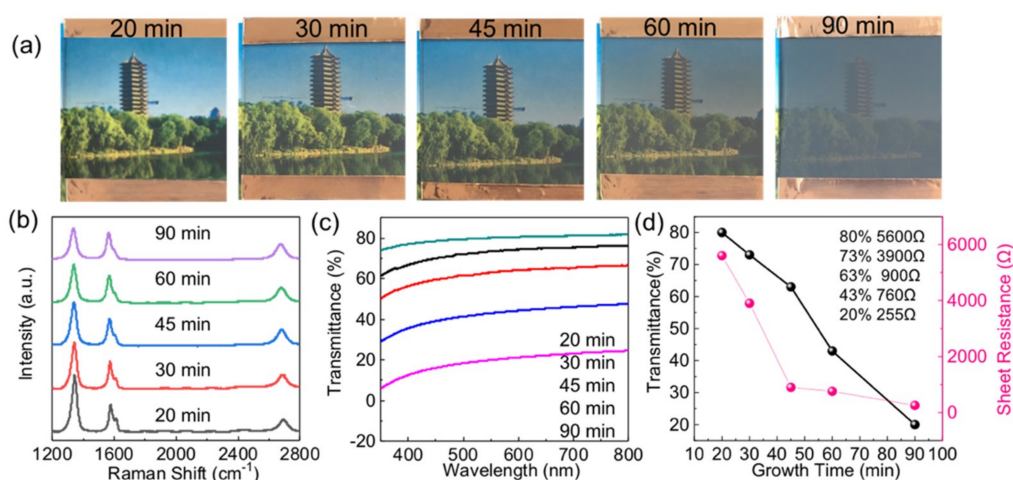 (a)
20 min
30 min
45 min
60 min
90 min
(b)
90 min
60 min
45 min
30 min
20 min
Intensity (a.u.)
1200 1600 2000 2400 2800
Raman Shift (cm⁻¹)
(c)
80
60
40
20
0
-20
Transmittance (%)
20 min
30 min
45 min
60 min
90 min
400 500 600 700 800
Wavelength (nm)
(d)
80
70
60
50
40
30
20
Transmittance(%)
80% 5600Ω
73% 3900Ω
63% 900Ω
43% 760Ω
20% 255Ω
6000
4000
2000
0
Sheet Resistance (Ω)
10 20 30 40 50 60 70 80 90 100
Growth Time (min)